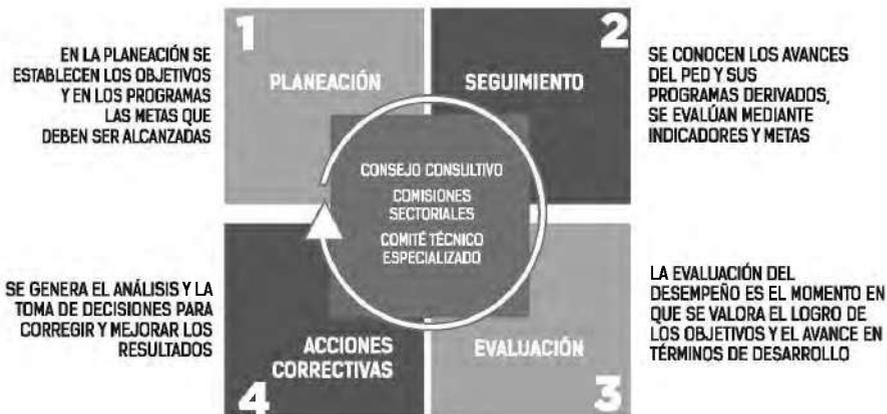 1
EN LA PLANEACIÓN SE
ESTABLECEN LOS OBJETIVOS
Y EN LOS PROGRAMAS
LAS METAS QUE
DEBEN SER ALCANZADAS
PLANEACIÓN
2
SEGUIMIENTO
SE CONOCEN LOS AVANCES
DEL PED Y SUS
PROGRAMAS DERIVADOS,
SE EVALÚAN MEDIANTE
INDICADORES Y METAS
CONSEJO CONSULTIVO
COMISIONES
SECTORIALES
COMITÉ TÉCNICO
ESPECIALIZADO
LA EVALUACIÓN DEL
DESEMPEÑO ES EL MOMENTO EN
QUE SE VALORA EL LOGRO DE
LOS OBJETIVOS Y EL AVANCE EN
TÉRMINOS DE DESARROLLO
EVALUACIÓN
3
SE GENERA EL ANÁLISIS Y LA
TOMA DE DECISIONES PARA
CORREGIR Y MEJORAR LOS
RESULTADOS
ACCIONES
CORRECTIVAS
4